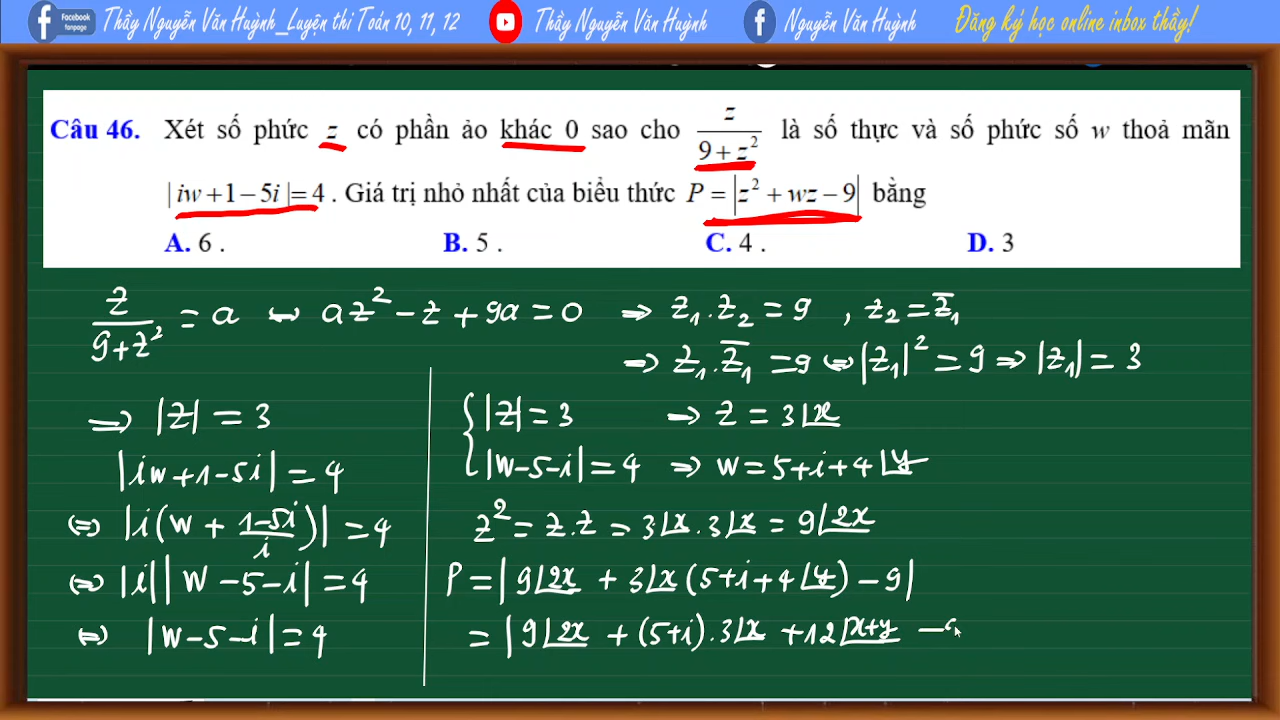 Facebook fanpage Thầy Nguyễn Văn Huỳnh_Luyện thi Toán 10, 11, 12 Thầy Nguyễn Văn Huỳnh Nguyễn Văn Huỳnh Đăng ký học online inbox thầy!
Câu 46. Xét số phức z có phần ảo khác 0 sao cho z/(9+z²) là số thực và số phức số w thoả mãn
|iw+1−5i|=4. Giá trị nhỏ nhất của biểu thức P=|z²+wz−9| bằng
A. 6. B. 5. C. 4. D. 3
z/(9+z²) = a ⇔ az² − z + 9a = 0 ⇒ z₁.z₂ = 9, z₂ = z̄₁
⇒ z₁.z̄₁ = 9 ⇔ |z₁|² = 9 ⇒ |z₁| = 3
⇒ |z| = 3
|iw+1−5i| = 4
⇔ |i(w + (1−5i)/i)| = 4
⇔ |i||w−5−i| = 4
⇔ |w−5−i| = 4
{ |z| = 3 ⇒ z = 3∠x
|w−5−i| = 4 ⇒ w = 5+i+4∠y
z² = z.z = 3∠x.3∠x = 9∠2x
P = |9∠2x + 3∠x(5+i+4∠y) − 9|
= |9∠2x + (5+i).3∠x + 12∠x+y −